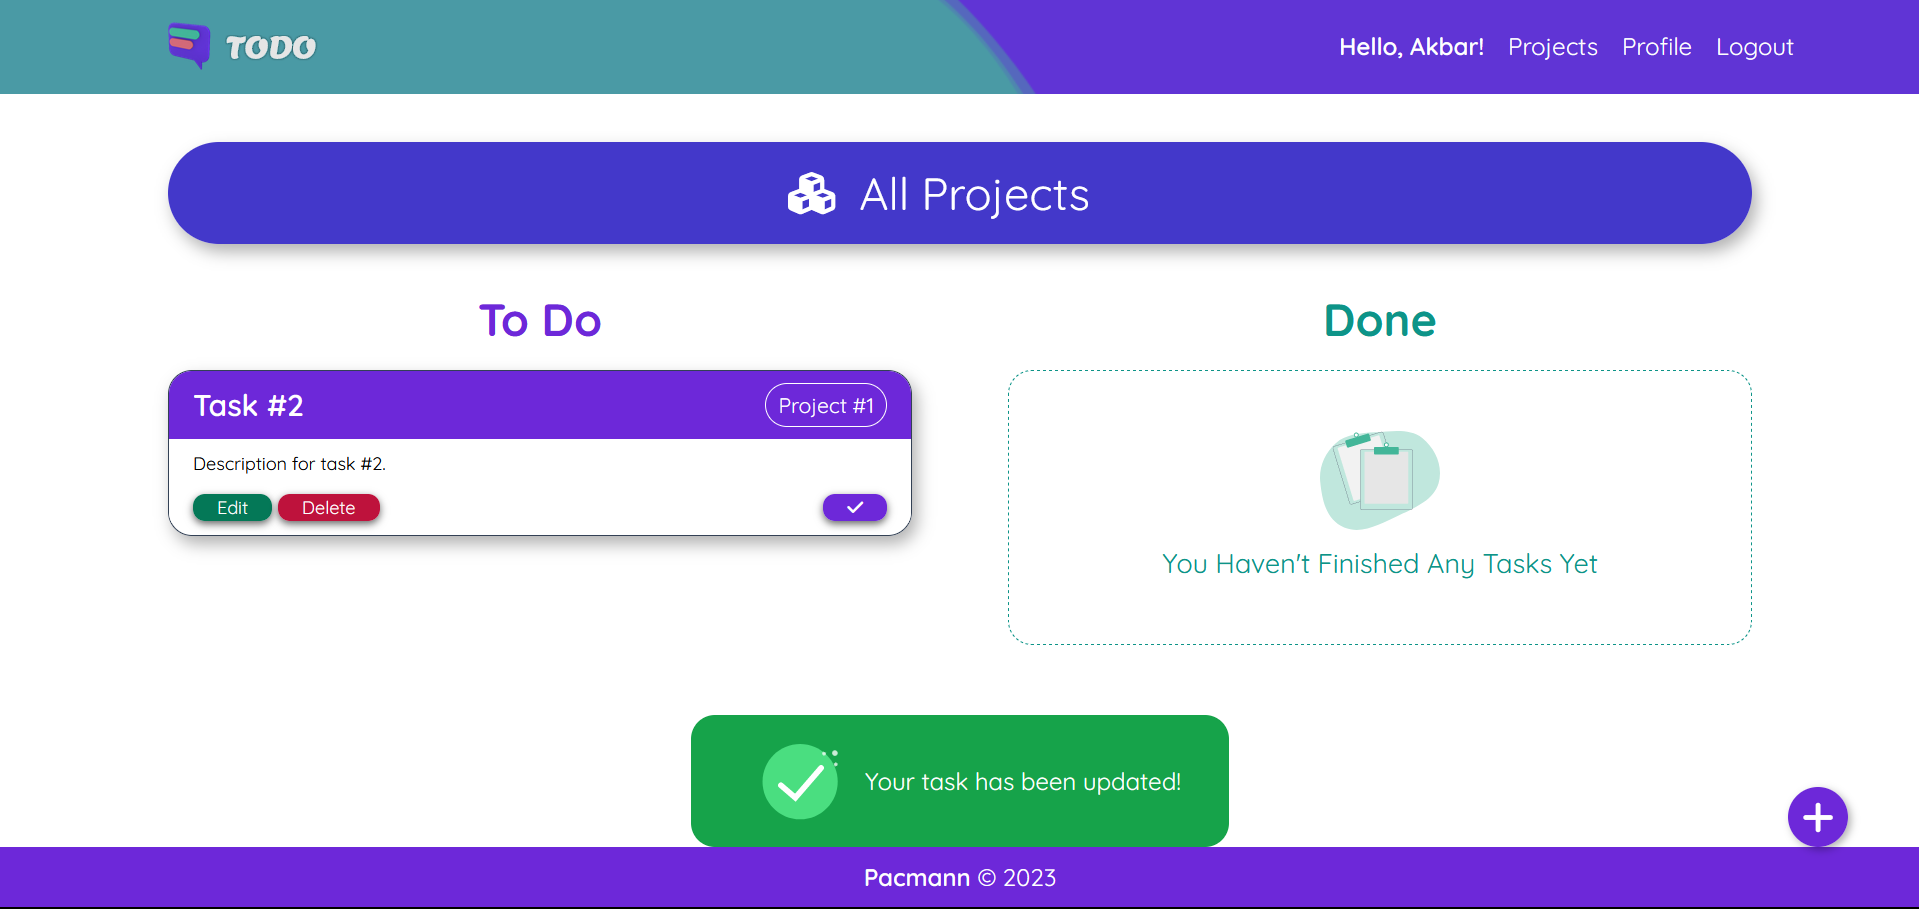 TODO
Hello, Akbar! Projects Profile Logout
All Projects
To Do
Task #2 Project #1
Description for task #2.
Edit Delete
Done
You Haven't Finished Any Tasks Yet
Your task has been updated!
Pacmann © 2023